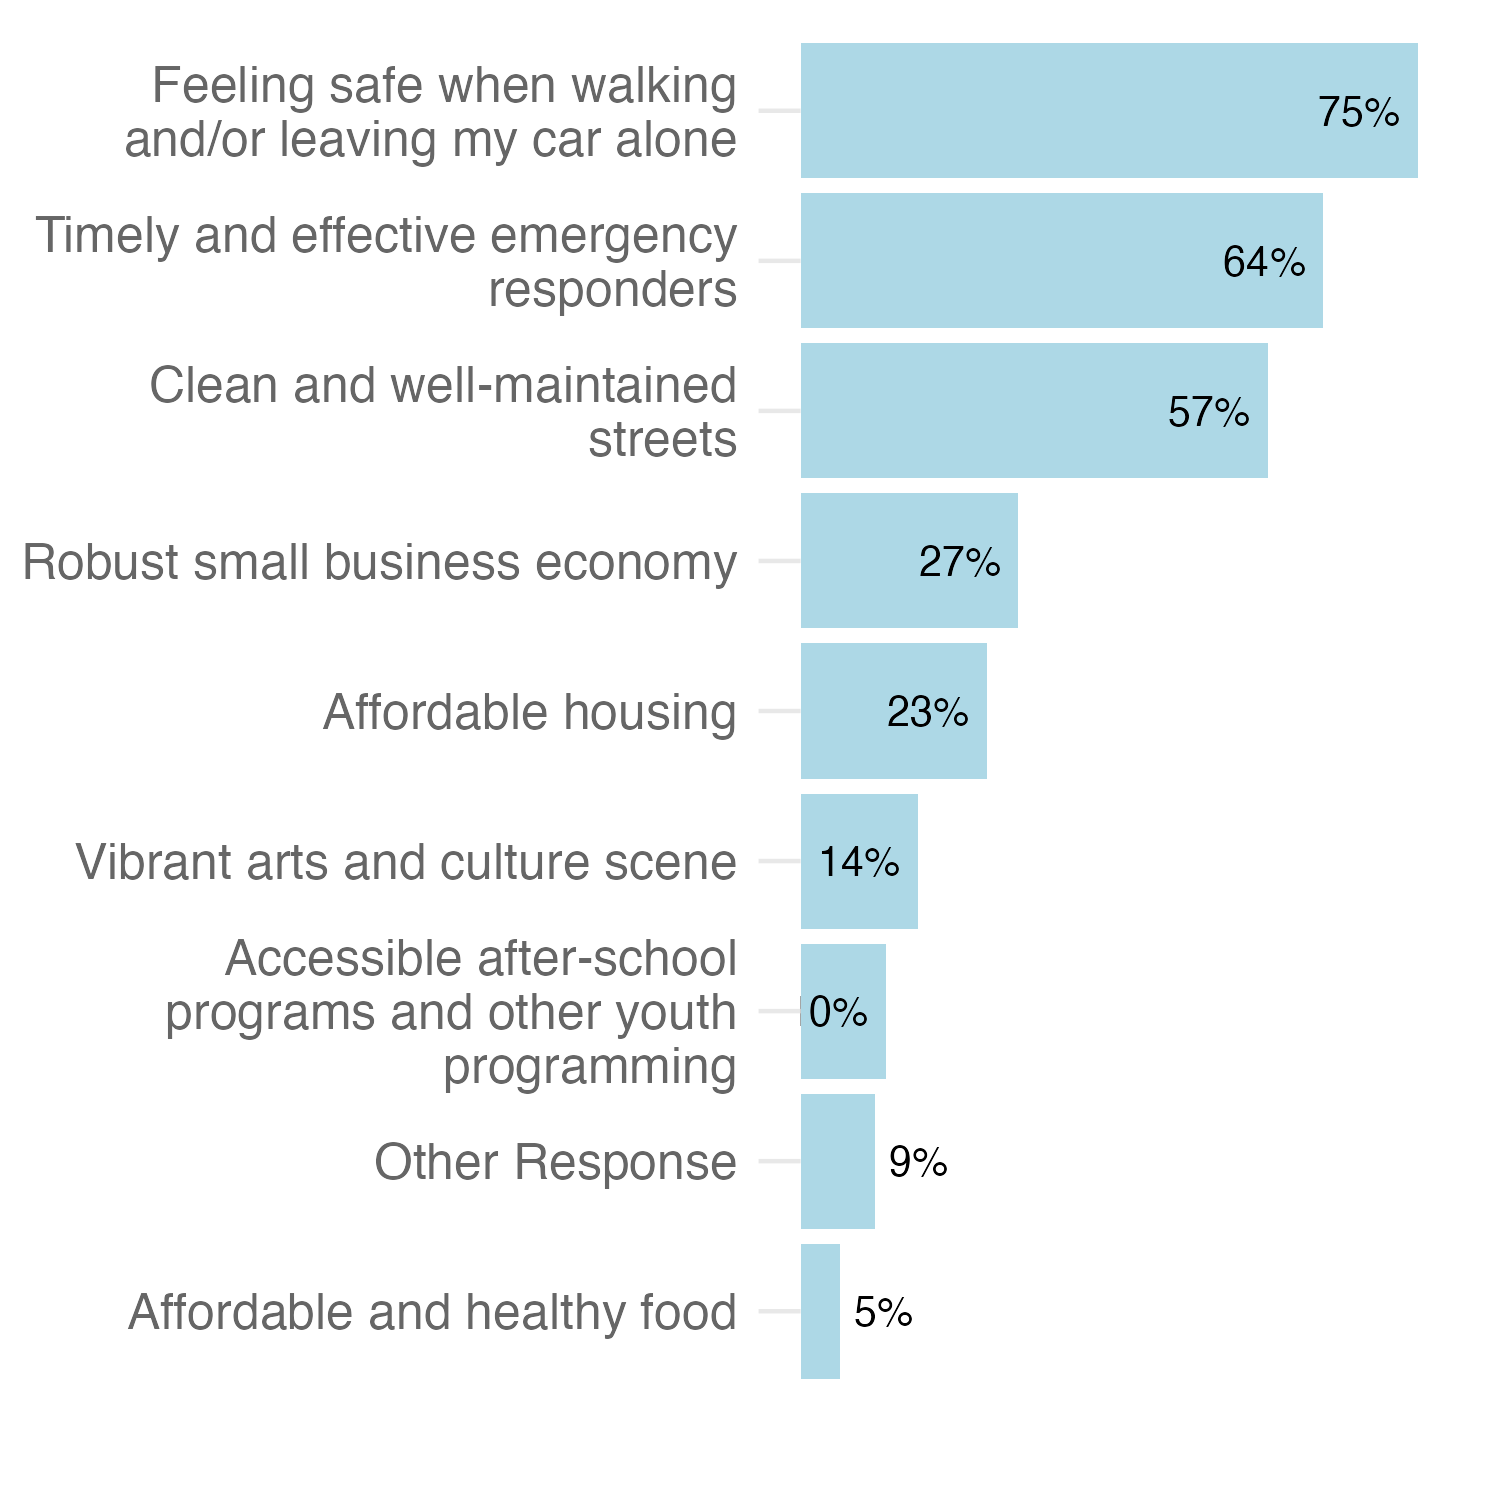 Feeling safe when walking
and/or leaving my car alone
75%
Timely and effective emergency
responders
64%
Clean and well-maintained
streets
57%
Robust small business economy
27%
Affordable housing
23%
Vibrant arts and culture scene
14%
Accessible after-school
programs and other youth
programming
0%
Other Response
9%
Affordable and healthy food
5%